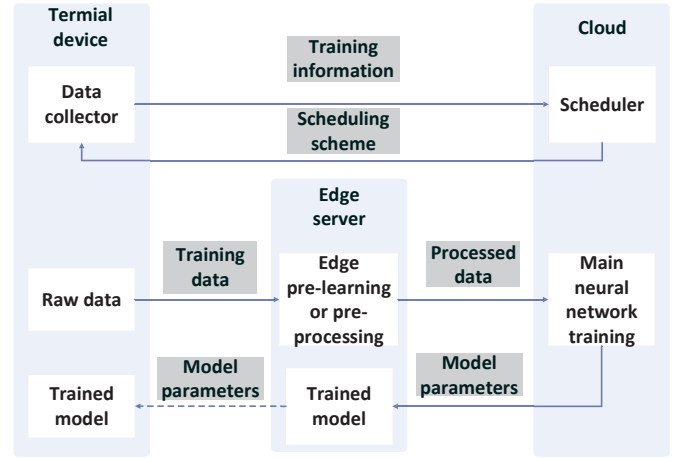 Termial
device
Cloud
Training
information
Data
collector
Scheduler
Scheduling
scheme
Edge
server
Training
data
Processed
data
Raw data
Edge
pre-learning
or pre-
processing
Main
neural
network
training
Model
parameters
Model
parameters
Trained
model
Trained
model